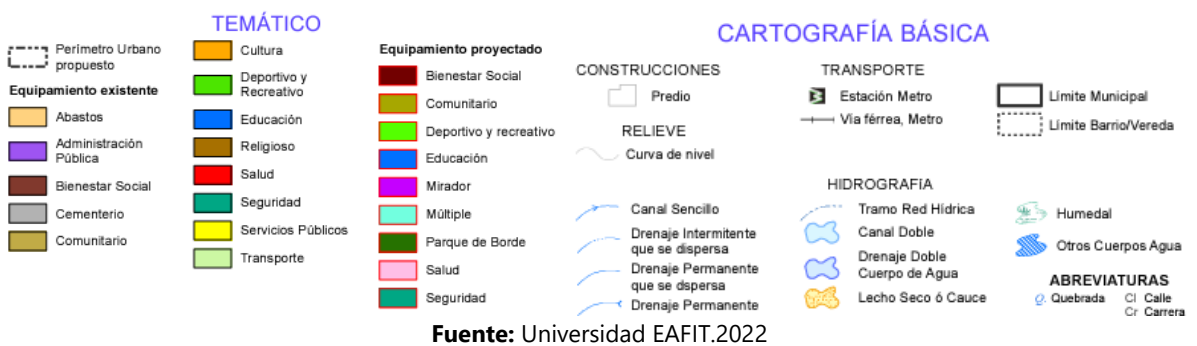 TEMÁTICO
Perímetro Urbano
propuesto
Equipamiento existente
Abastos
Administración
Pública
Bienestar Social
Cementerio
Comunitario
Cultura
Deportivo y
Recreativo
Educación
Religioso
Salud
Seguridad
Servicios Públicos
Transporte
Equipamiento proyectado
Bienestar Social
Comunitario
Deportivo y recreativo
Educación
Mirador
Múltiple
Parque de Borde
Salud
Seguridad
CARTOGRAFÍA BÁSICA
CONSTRUCCIONES
Predio
RELIEVE
Curva de nivel
TRANSPORTE
Estación Metro
Vía férrea, Metro
Límite Municipal
Límite Barrio/Vereda
HIDROGRAFIA
Canal Sencillo
Drenaje Intermitente
que se dispersa
Drenaje Permanente
que se dspersa
Drenaje Permanente
Tramo Red Hídrica
Canal Doble
Drenaje Doble
Cuerpo de Agua
Lecho Seco ó Cauce
Humedal
Otros Cuerpos Agua
ABREVIATURAS
Q. Quebrada Cl Calle
Cr Carrera
Fuente: Universidad EAFIT.2022